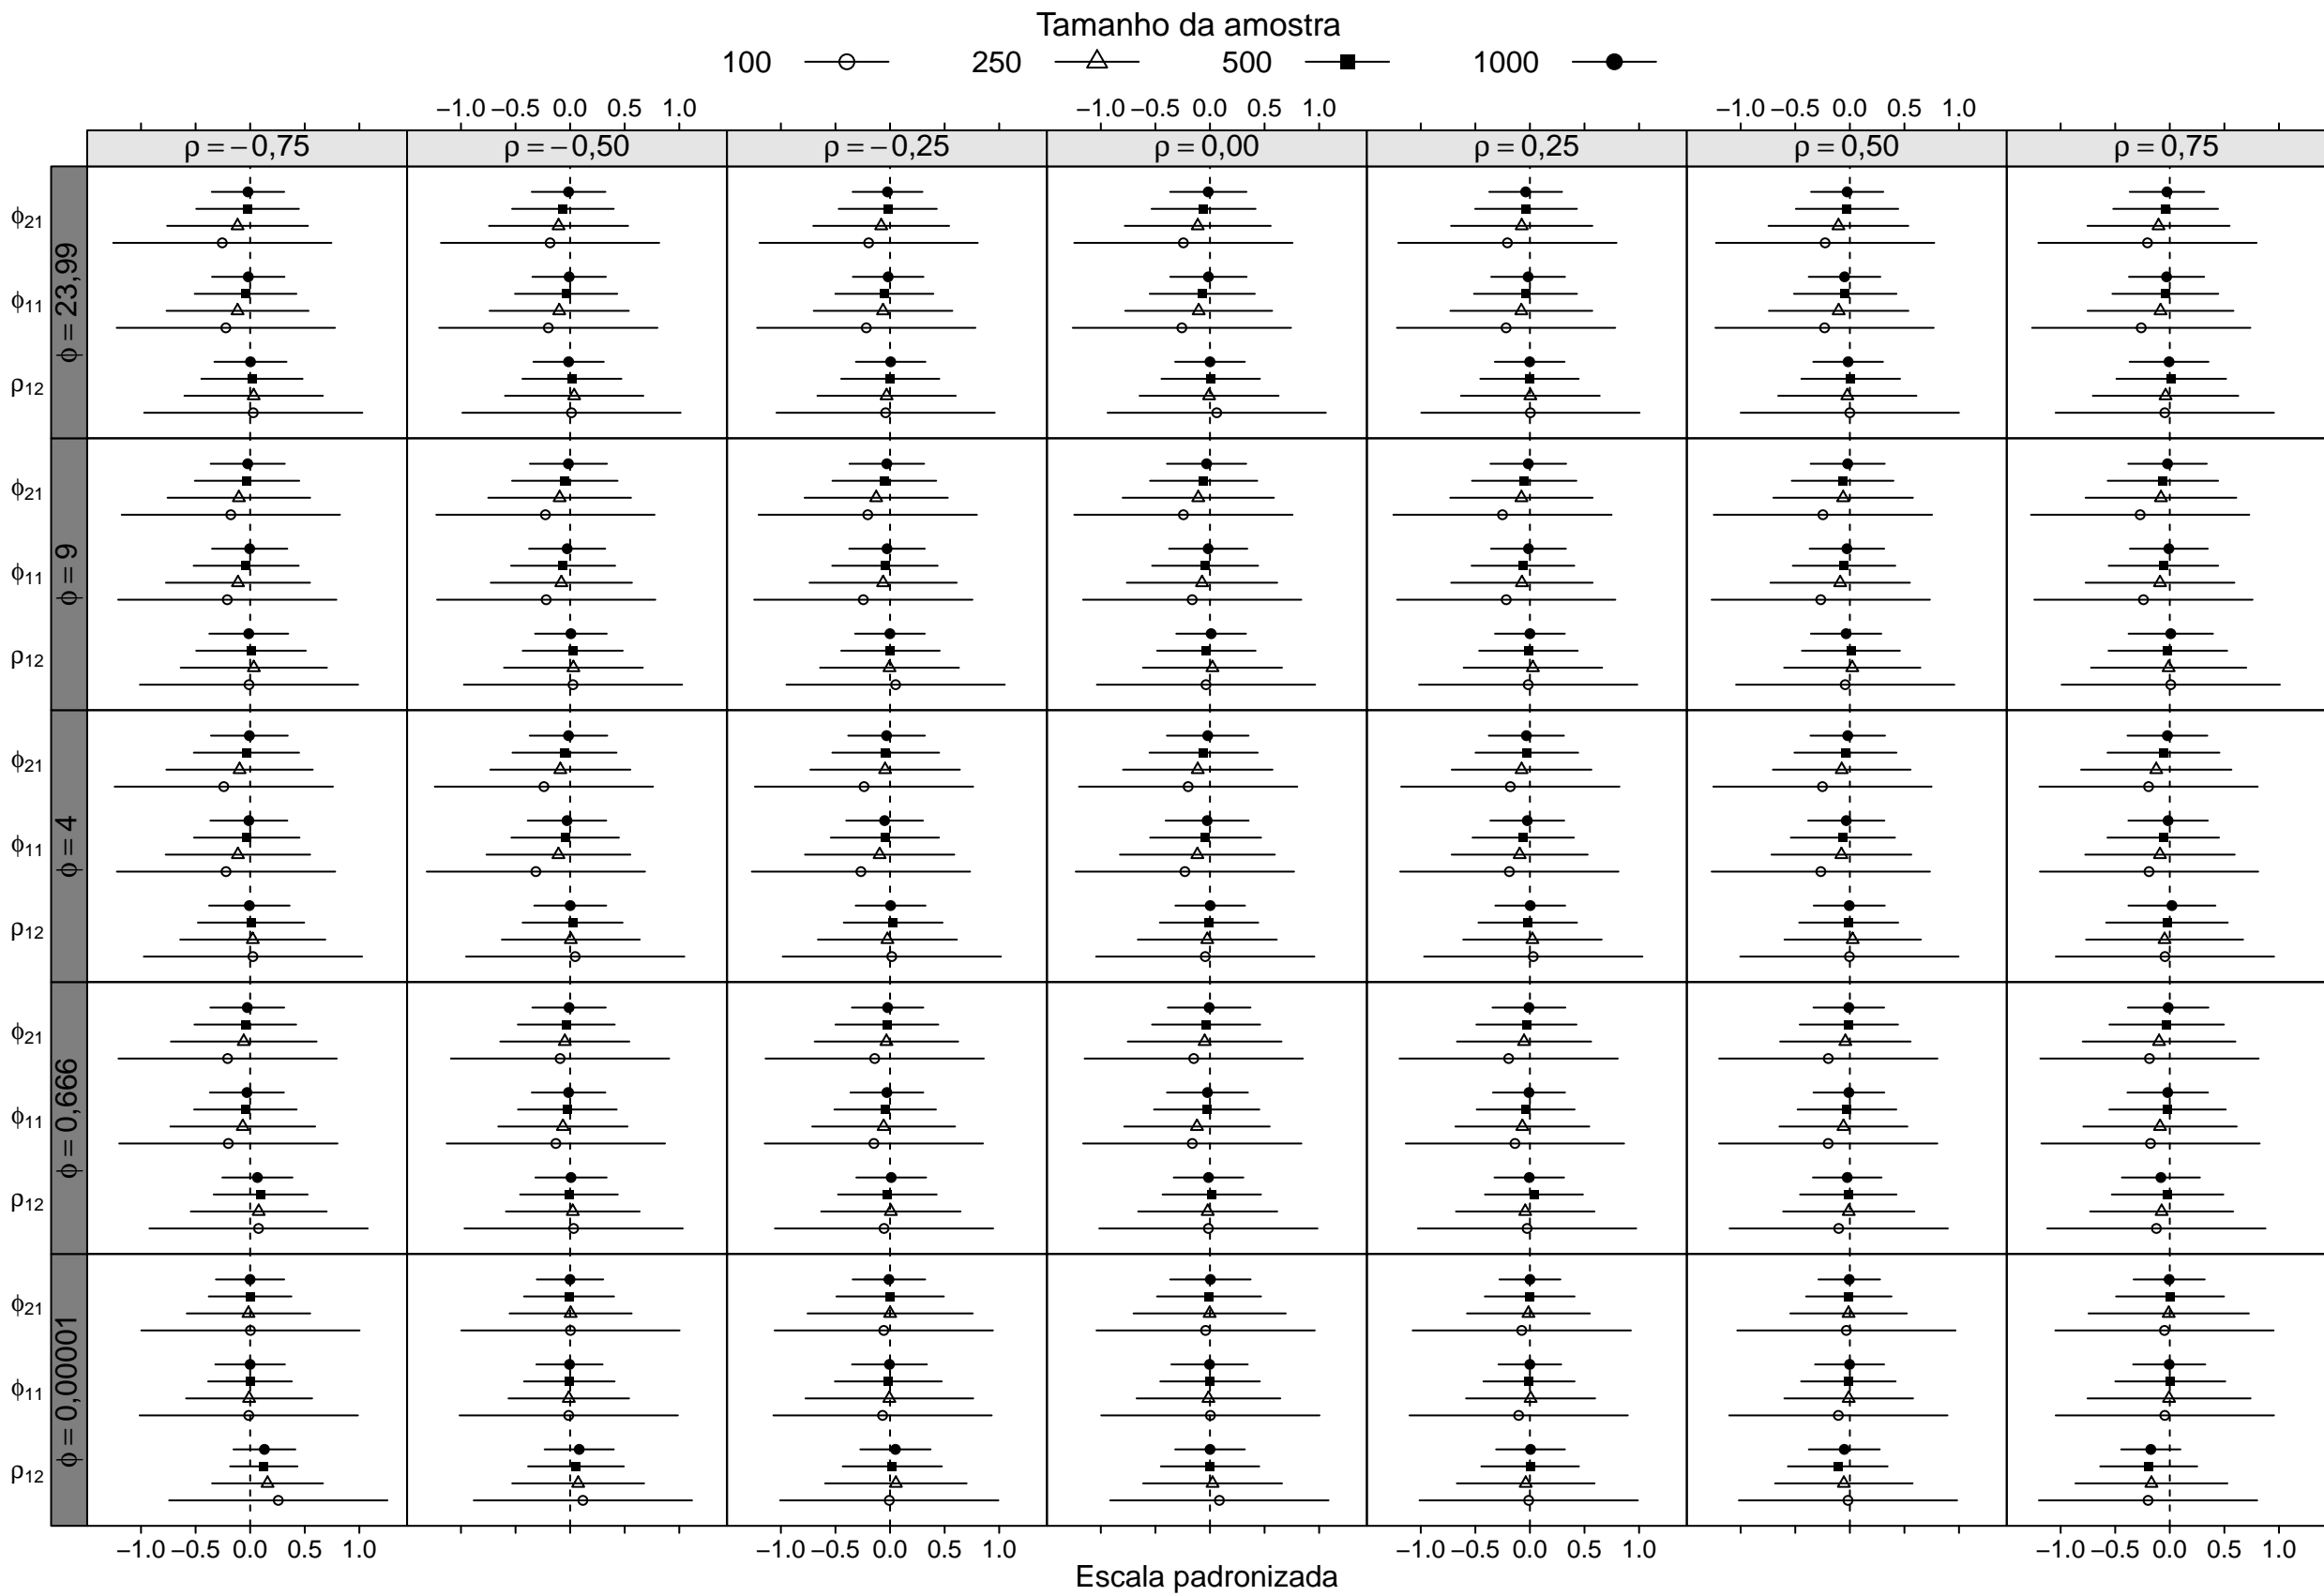 Tamanho da amostra
100 250 500 1000
−1.0 −0.5 0.0 0.5 1.0 −1.0 −0.5 0.0 0.5 1.0 −1.0 −0.5 0.0 0.5 1.0
ρ = −0,75 ρ = −0,50 ρ = −0,25 ρ = 0,00 ρ = 0,25 ρ = 0,50 ρ = 0,75
ϕ = 23,99
ϕ21
ϕ11
ρ12
ϕ = 9
ϕ21
ϕ11
ρ12
ϕ = 4
ϕ21
ϕ11
ρ12
ϕ = 0,666
ϕ21
ϕ11
ρ12
ϕ = 0,00001
ϕ21
ϕ11
ρ12
−1.0 −0.5 0.0 0.5 1.0 −1.0 −0.5 0.0 0.5 1.0 −1.0 −0.5 0.0 0.5 1.0 −1.0 −0.5 0.0 0.5 1.0
Escala padronizada